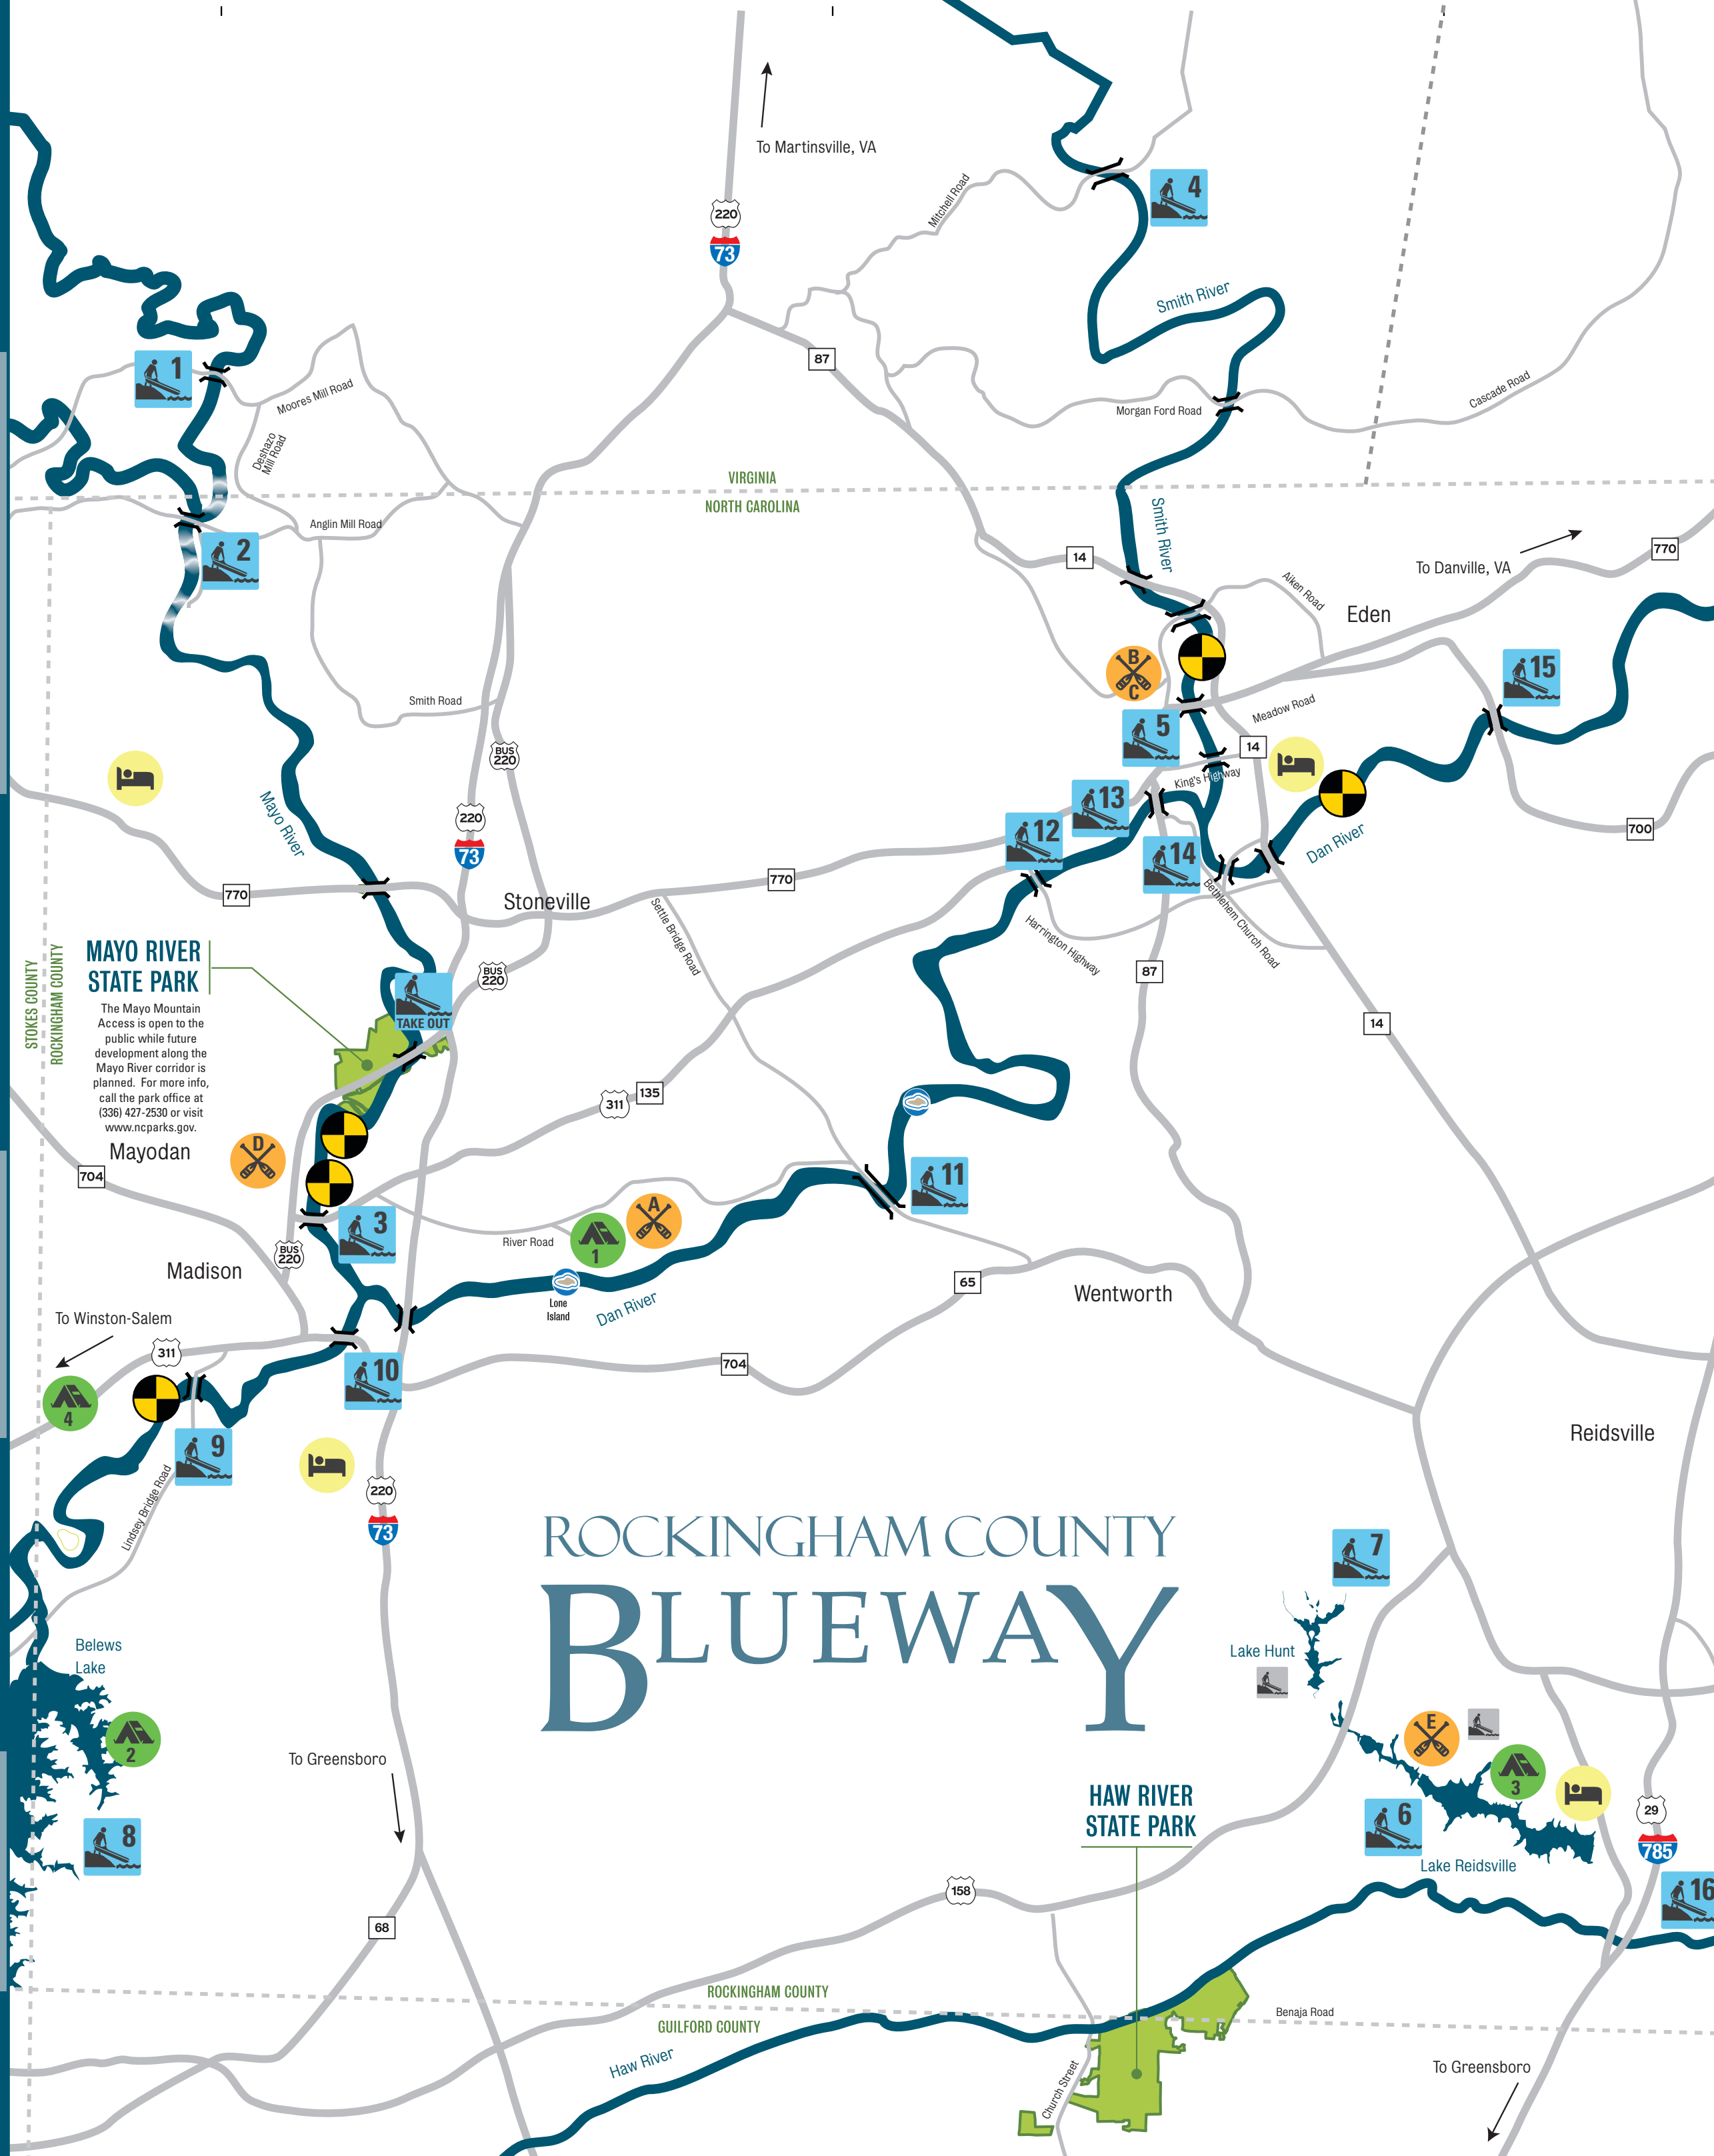 To Martinsville, VA
220
73
Mitchell Road
4
Smith River
87
1
Moores Mill Road
Deshazo
Mill Road
Morgan Ford Road
Cascade Road
VIRGINIA
NORTH CAROLINA
Smith River
Anglin Mill Road
2
14
770
To Danville, VA
Aiken Road
Eden
B
C
15
Smith Road
Meadow Road
5
14
BUS
220
King's Highway
Mayo River
13
220
73
12
14
700
Dan River
770
770
Stoneville
Settle Bridge Road
Bethlehem Church Road
Harrington Highway
MAYO RIVER
STATE PARK
The Mayo Mountain
Access is open to the
public while future
development along the
Mayo River corridor is
planned. For more info,
call the park office at
(336) 427-2530 or visit
www.ncparks.gov.
STOKES COUNTY
ROCKINGHAM COUNTY
BUS
220
87
TAKE OUT
14
311
135
Mayodan
D
704
11
A
3
River Road
1
BUS
220
Madison
65
Wentworth
Lone
Island
Dan River
To Winston-Salem
311
704
10
4
9
Reidsville
Lindsey Bridge Road
220
73
ROCKINGHAM COUNTY
BLUEWAY
7
Belews
Lake
Lake Hunt
E
2
To Greensboro
3
HAW RIVER
STATE PARK
6
29
785
8
Lake Reidsville
158
16
68
ROCKINGHAM COUNTY
GUILFORD COUNTY
Benaja Road
Haw River
Church Street
To Greensboro